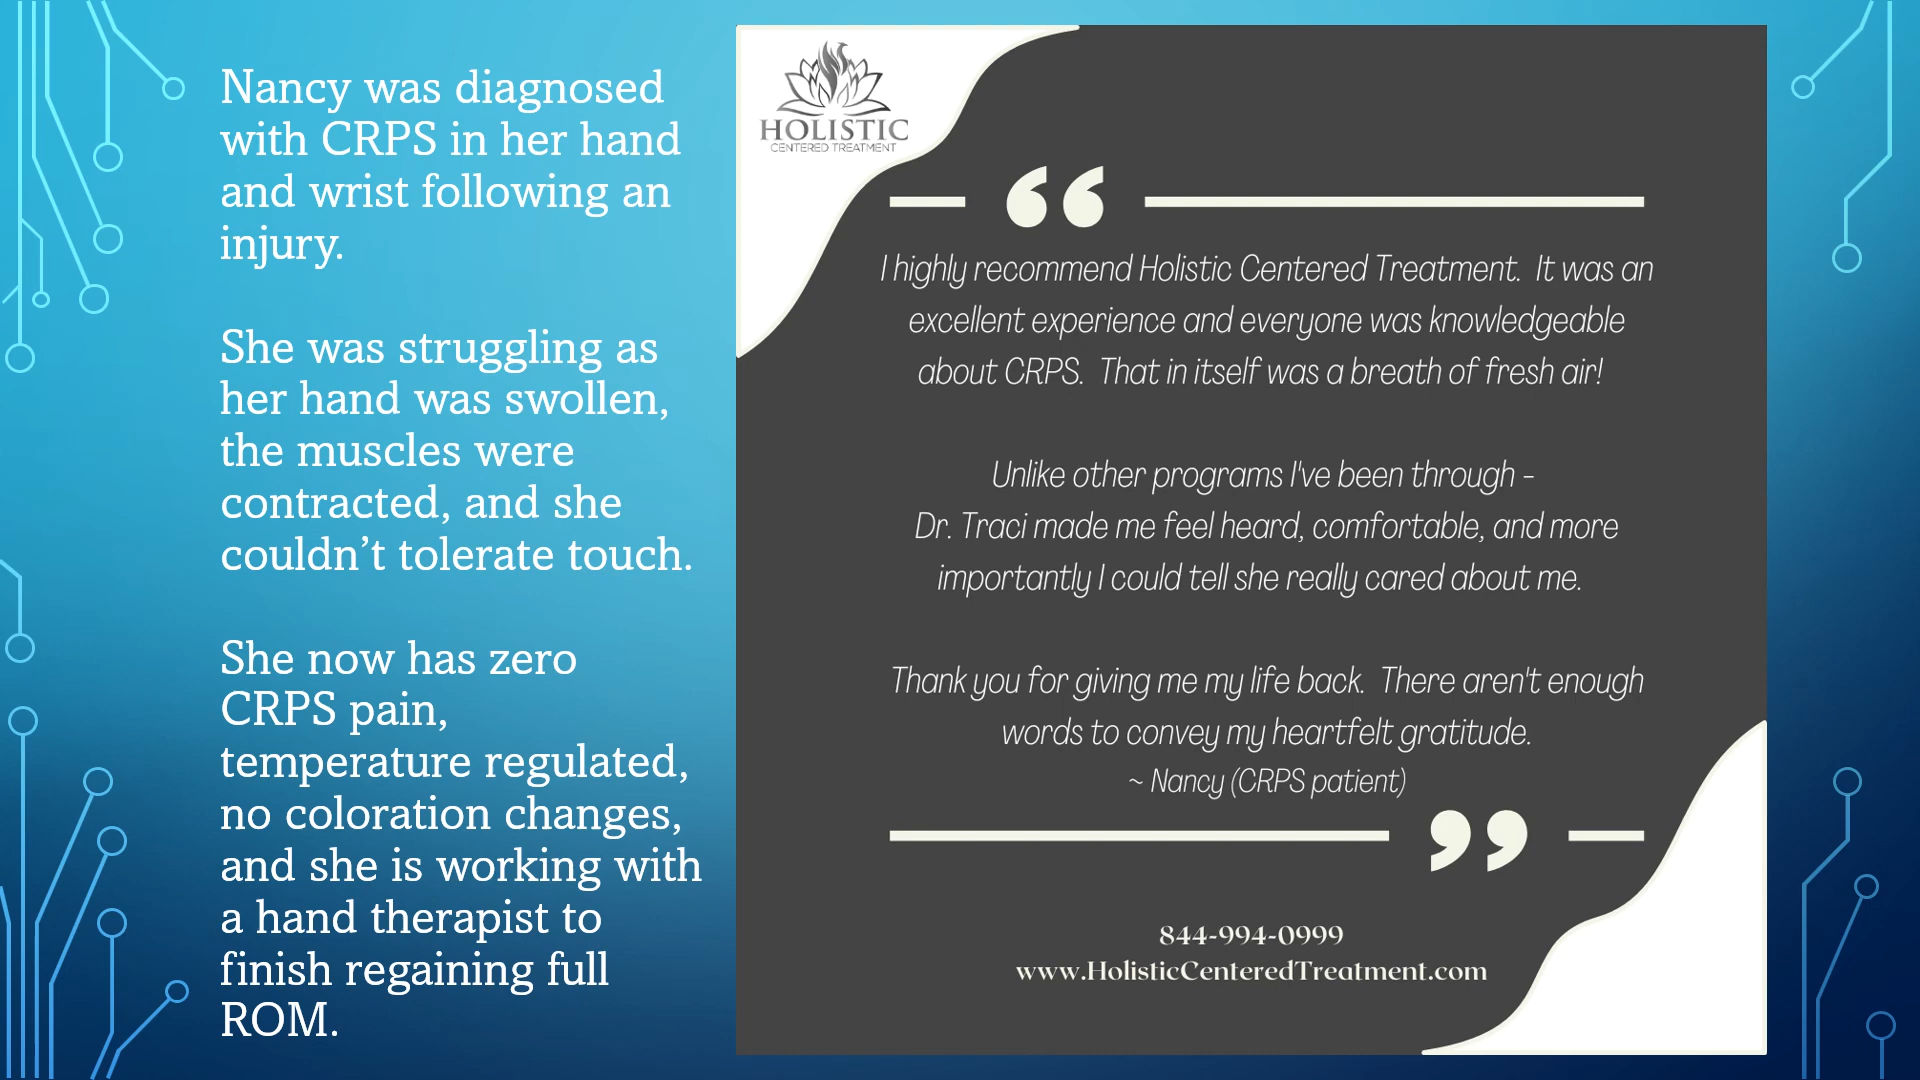 Nancy was diagnosed
with CRPS in her hand
and wrist following an
injury.
She was struggling as
her hand was swollen,
the muscles were
contracted, and she
couldn’t tolerate touch.
She now has zero
CRPS pain,
temperature regulated,
no coloration changes,
and she is working with
a hand therapist to
finish regaining full
ROM.
HOLISTIC
CENTERED TREATMENT
“
I highly recommend Holistic Centered Treatment.  It was an
excellent experience and everyone was knowledgeable
about CRPS.  That in itself was a breath of fresh air!
Unlike other programs I've been through -
Dr. Traci made me feel heard, comfortable, and more
importantly I could tell she really cared about me.
Thank you for giving me my life back.  There aren't enough
words to convey my heartfelt gratitude.
~ Nancy (CRPS patient)
”
844-994-0999
www.HolisticCenteredTreatment.com